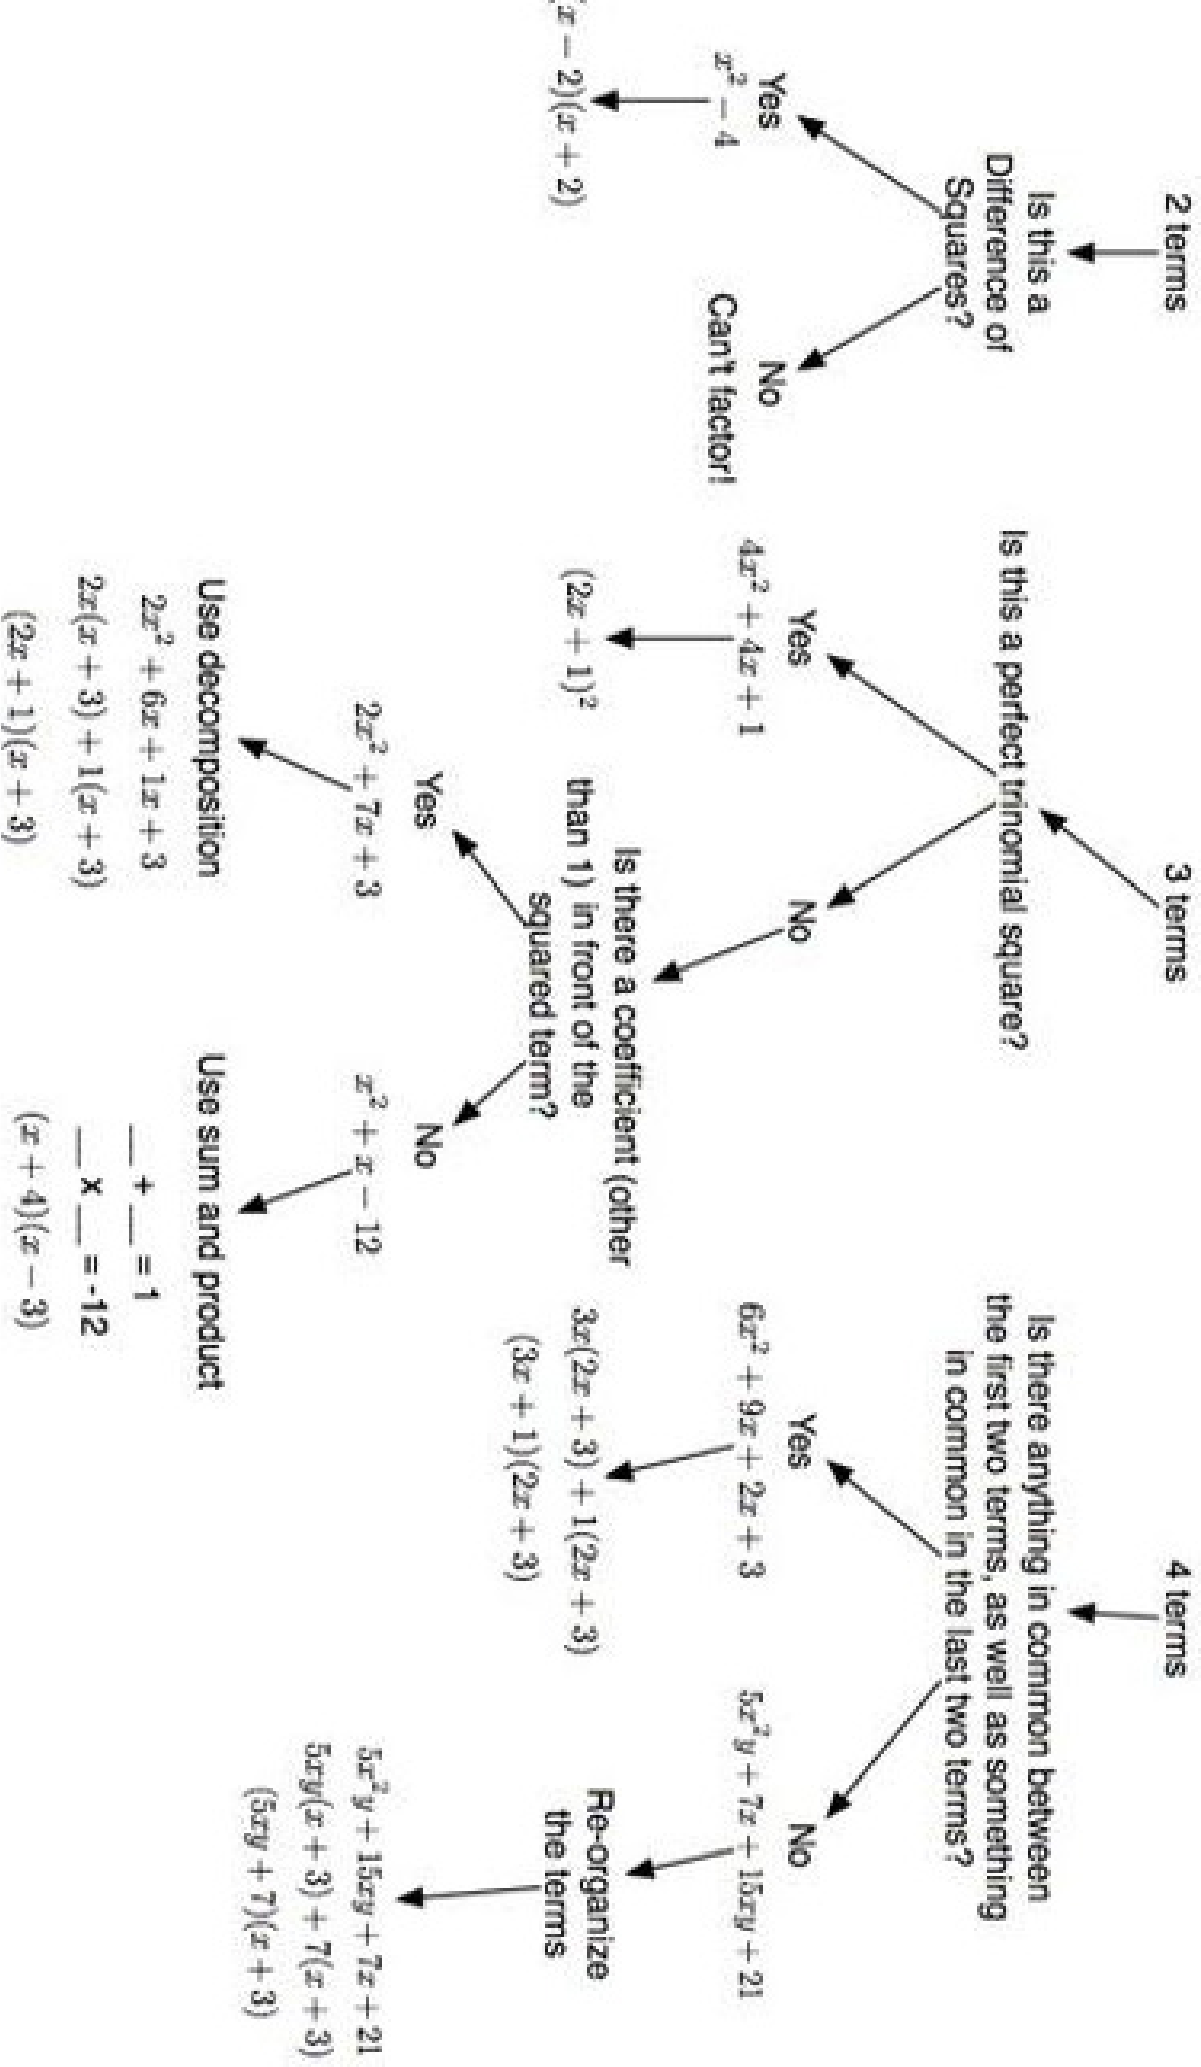 2 terms
Is this a
Difference of
Squares?
Yes
x² − 4
x − 2)(x + 2)
No
Can't factor!
3 terms
Is this a perfect trinomial square?
Yes
4x² + 4x + 1
(2x + 1)²
No
Is there a coefficient (other
than 1) in front of the
squared term?
Yes
2x² + 7x + 3
Use decomposition
2x² + 6x + 1x + 3
2x(x + 3) + 1(x + 3)
(2x + 1)(x + 3)
No
x² + x − 12
Use sum and product
__ + __ = 1
__ x __ = -12
(x + 4)(x − 3)
4 terms
Is there anything in common between
the first two terms, as well as something
in common in the last two terms?
Yes
6x² + 9x + 2x + 3
3x(2x + 3) + 1(2x + 3)
(3x + 1)(2x + 3)
No
5x²y + 7x + 15xy + 21
Re-organize
the terms
5x²y + 15xy + 7x + 21
5xy(x + 3) + 7(x + 3)
(5xy + 7)(x + 3)